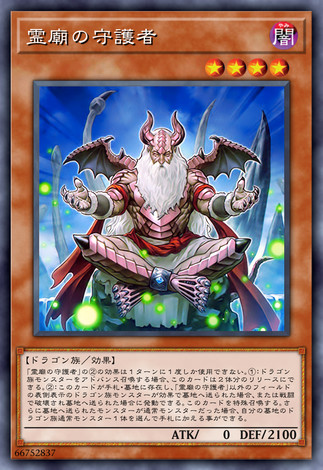 霊廟の守護者
闇
やみ
【ドラゴン族/効果】
「霊廟の守護者」の②の効果は1ターンに1度しか使用できない。①:ドラゴン
族モンスターをアドバンス召喚する場合、このカードは2体分のリリースにで
きる。②:このカードが手札・墓地に存在し、「霊廟の守護者」以外のフィールド
の表側表示のドラゴン族モンスターが効果で墓地へ送られた場合、または戦闘
で破壊され墓地へ送られた場合に発動できる。このカードを特殊召喚する。さ
らに墓地へ送られたモンスターが通常モンスターだった場合、自分の墓地のド
ラゴン族通常モンスター1体を選んで手札に加える事ができる。
ATK/ 0 DEF/2100
66752837